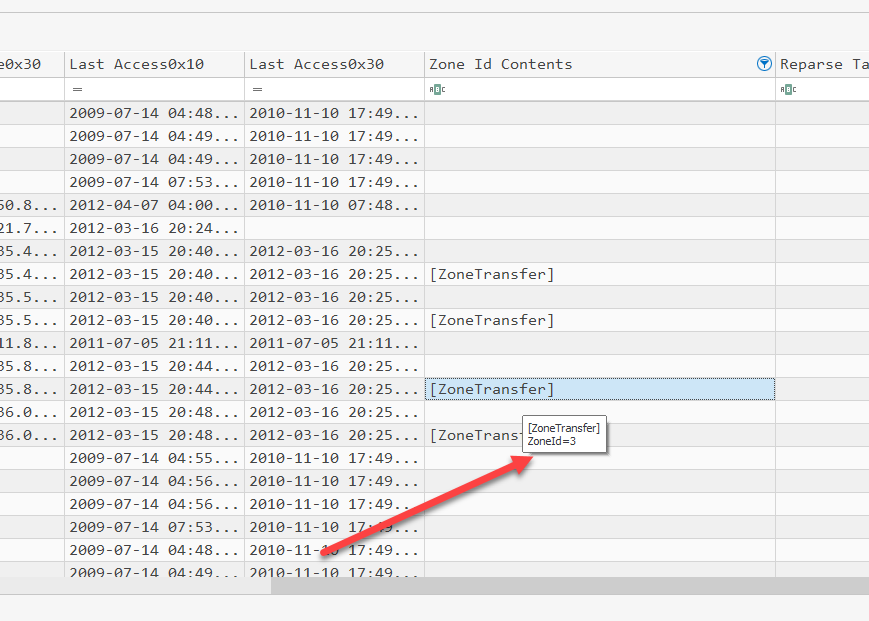 e0x30 Last Access0x10 Last Access0x30 Zone Id Contents Reparse Ta
= = ABC ABC
2009-07-14 04:48... 2010-11-10 17:49...
2009-07-14 04:49... 2010-11-10 17:49...
2009-07-14 04:49... 2010-11-10 17:49...
2009-07-14 07:53... 2010-11-10 17:49...
50.8... 2012-04-07 04:00... 2010-11-10 07:48...
21.7... 2012-03-16 20:24...
35.4... 2012-03-15 20:40... 2012-03-16 20:25...
35.4... 2012-03-15 20:40... 2012-03-16 20:25... [ZoneTransfer]
35.5... 2012-03-15 20:40... 2012-03-16 20:25...
35.5... 2012-03-15 20:40... 2012-03-16 20:25... [ZoneTransfer]
11.8... 2011-07-05 21:11... 2011-07-05 21:11...
35.8... 2012-03-15 20:44... 2012-03-16 20:25...
35.8... 2012-03-15 20:44... 2012-03-16 20:25... [ZoneTransfer]
36.0... 2012-03-15 20:48... 2012-03-16 20:25...
[ZoneTransfer]
ZoneId=3
36.0... 2012-03-15 20:48... 2012-03-16 20:25... [ZoneTrans
2009-07-14 04:55... 2010-11-10 17:49...
2009-07-14 04:56... 2010-11-10 17:49...
2009-07-14 04:56... 2010-11-10 17:49...
2009-07-14 07:53... 2010-11-10 17:49...
2009-07-14 04:48... 2010-11-10 17:49...
2009-07-14 04:49... 2010-11-10 17:49...